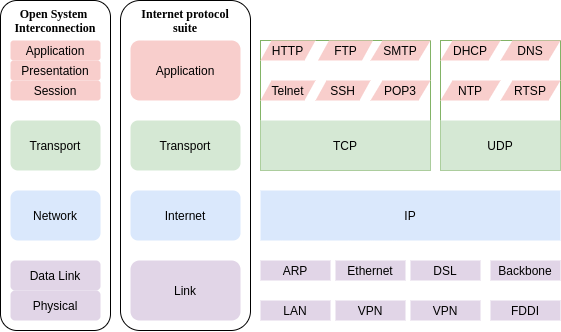 Open System
Interconnection
Application
Presentation
Session
Transport
Network
Data Link
Physical
Internet protocol
suite
Application
Transport
Internet
Link
HTTP FTP SMTP
Telnet SSH POP3
TCP
DHCP DNS
NTP RTSP
UDP
IP
ARP Ethernet DSL Backbone
LAN VPN VPN FDDI